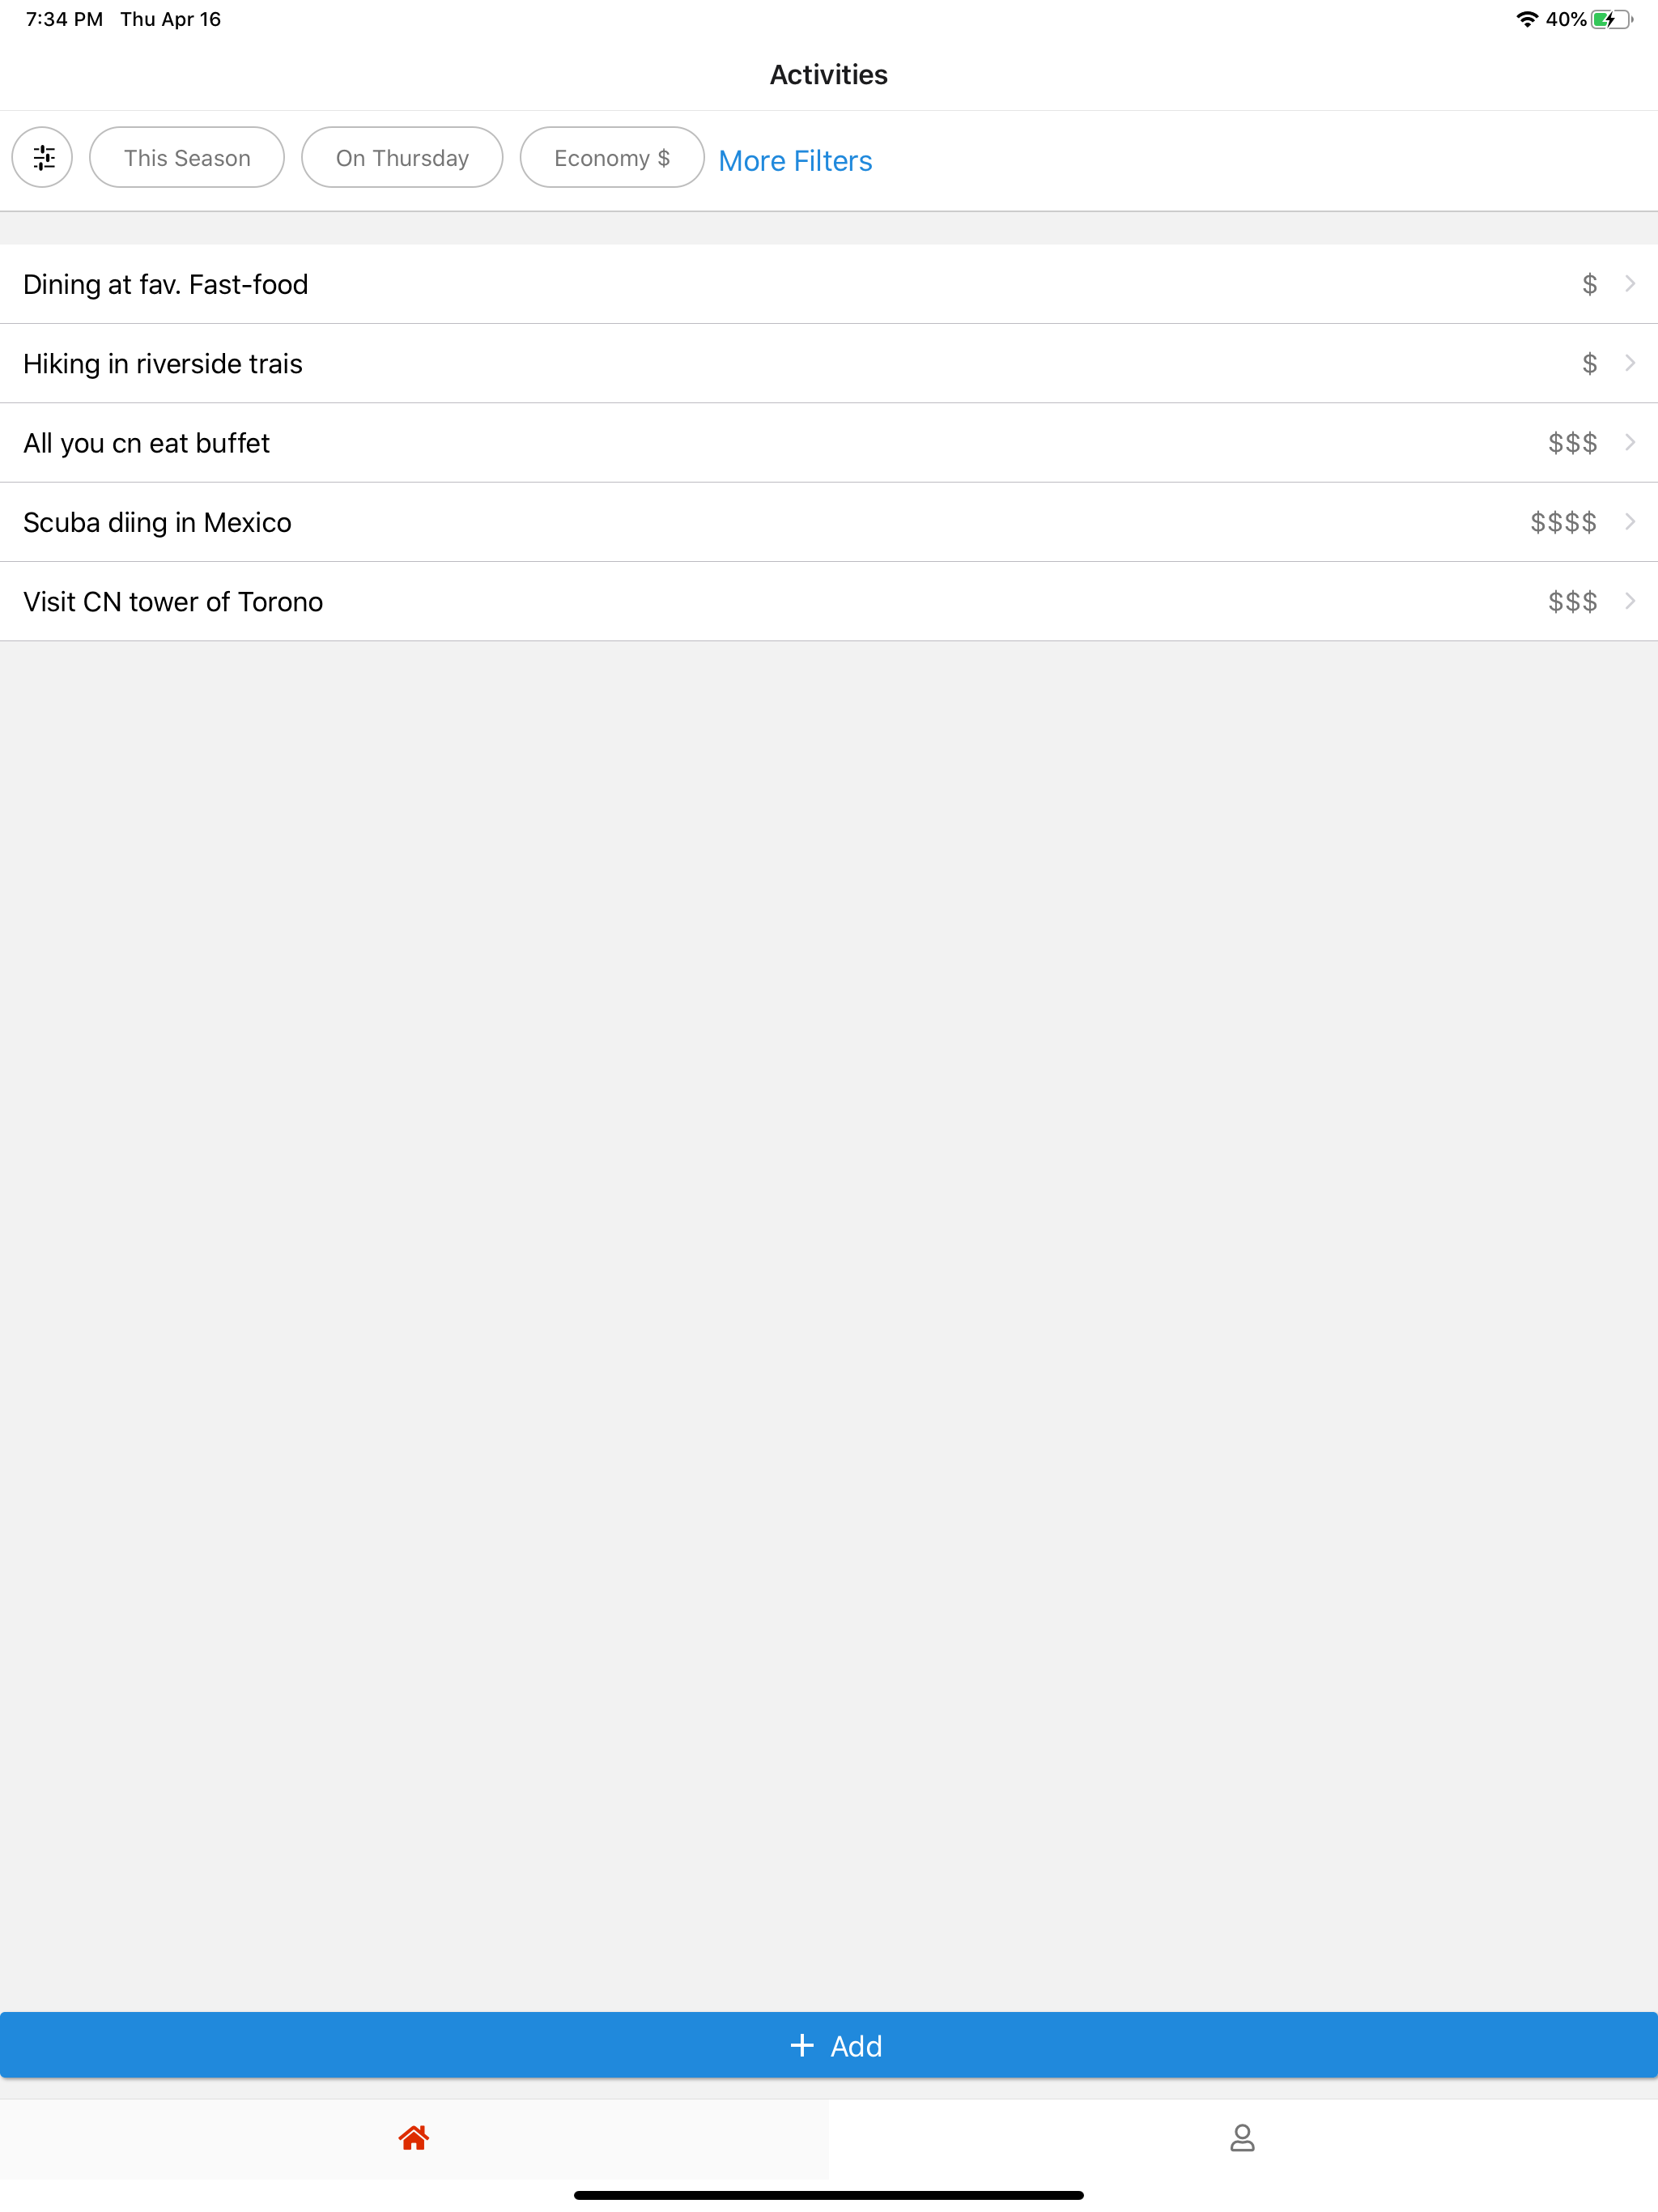 7:34 PM Thu Apr 16 40%
Activities
This Season On Thursday Economy $ More Filters
Dining at fav. Fast-food $
Hiking in riverside trais $
All you cn eat buffet $$$
Scuba diing in Mexico $$$$
Visit CN tower of Torono $$$
+ Add